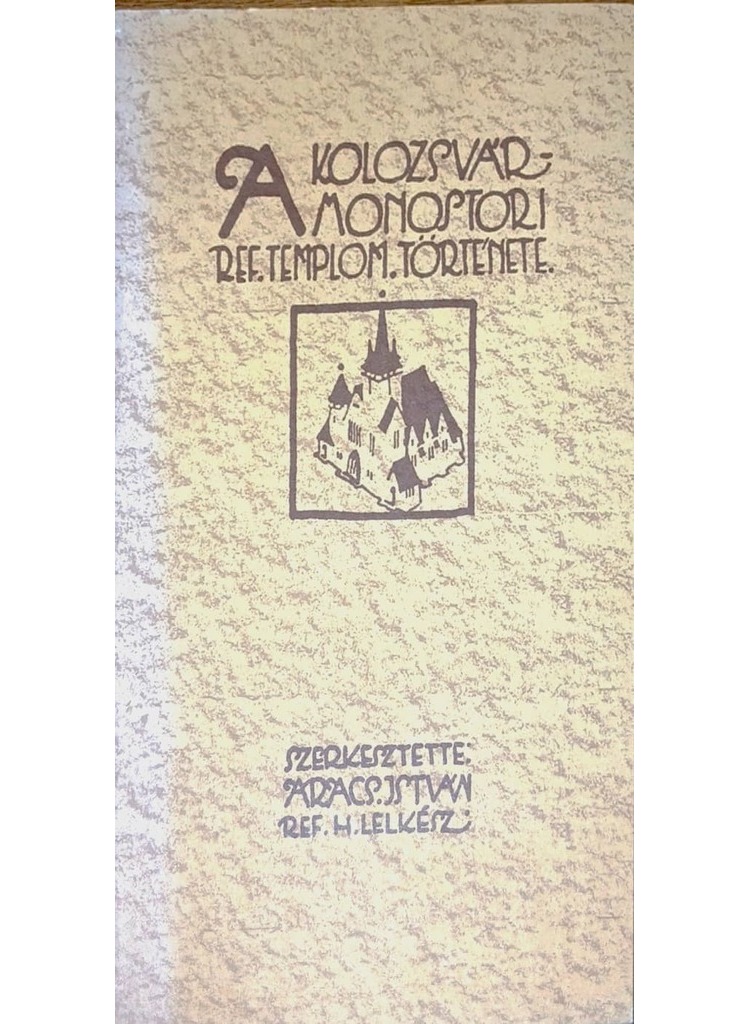 A KOLOZSVÁR-
MONOSTORI
REF. TEMPLOM. TÖRTÉNETE.
SZERKESZTETTE:
ARACS. ISTVÁN
REF. H. LELKÉSZ.